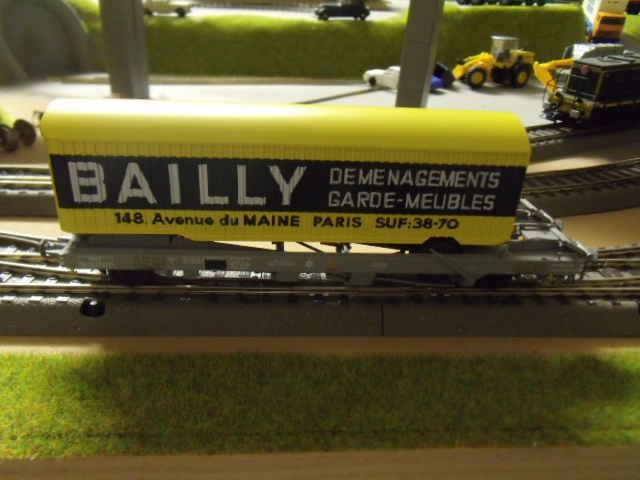 BAILLY
DEMENAGEMENTS
GARDE-MEUBLES
148. Avenue du MAINE PARIS SUF:38-70